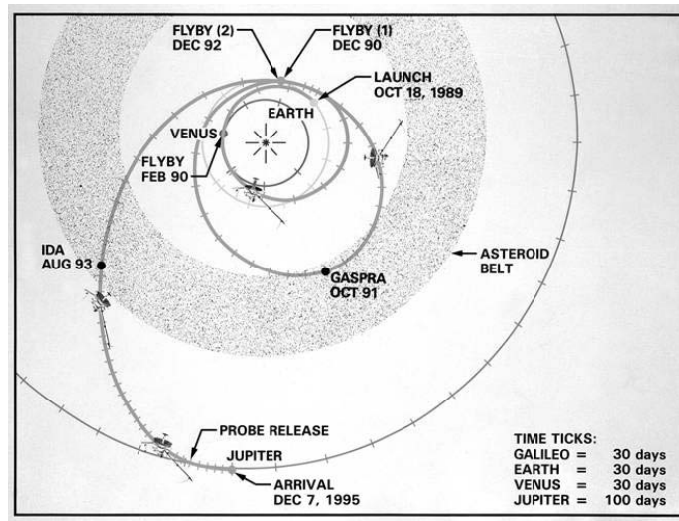 FLYBY (2)
DEC 92
FLYBY (1)
DEC 90
LAUNCH
OCT 18, 1989
EARTH
VENUS
FLYBY
FEB 90
IDA
AUG 93
GASPRA
OCT 91
ASTEROID
BELT
PROBE RELEASE
JUPITER
ARRIVAL
DEC 7, 1995
TIME TICKS:
GALILEO = 30 days
EARTH = 30 days
VENUS = 30 days
JUPITER = 100 days